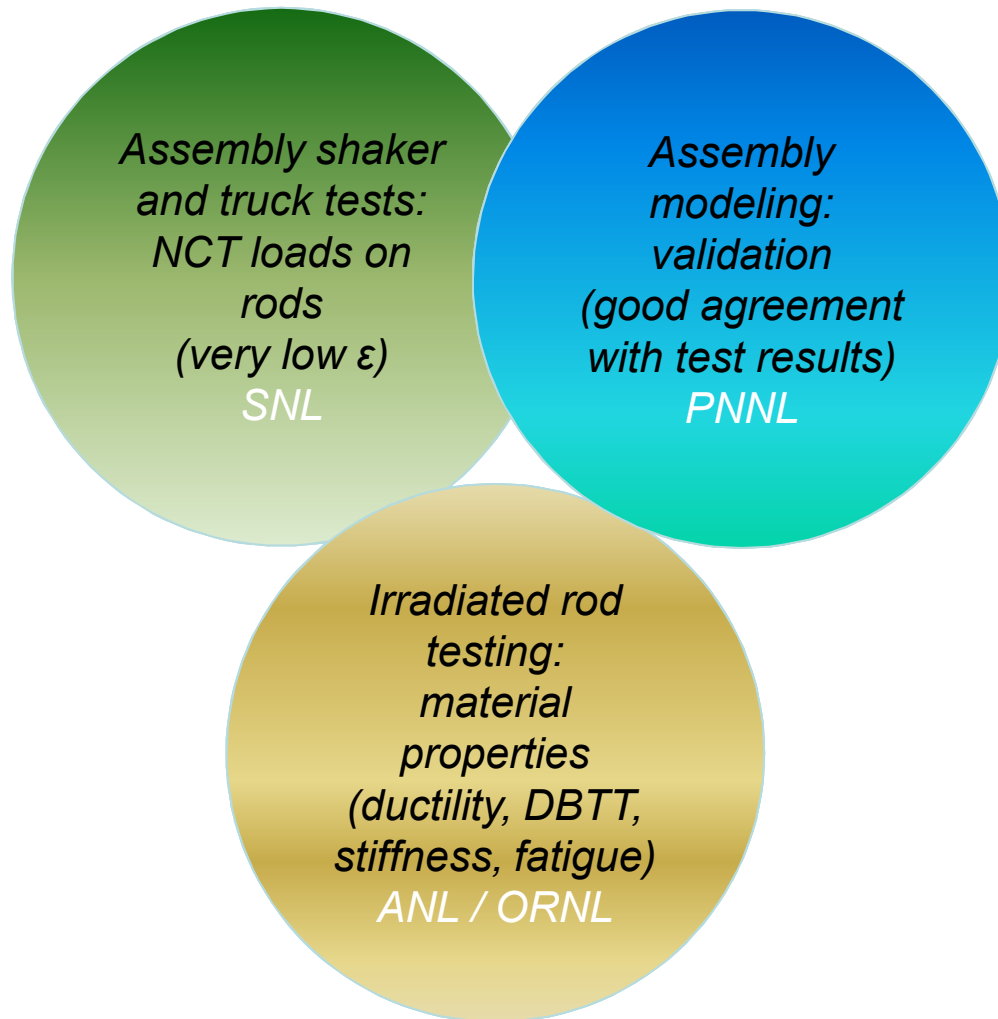 Assembly shaker
and truck tests:
NCT loads on
rods
(very low ε)
SNL
Assembly
modeling:
validation
(good agreement
with test results)
PNNL
Irradiated rod
testing:
material
properties
(ductility, DBTT,
stiffness, fatigue)
ANL / ORNL